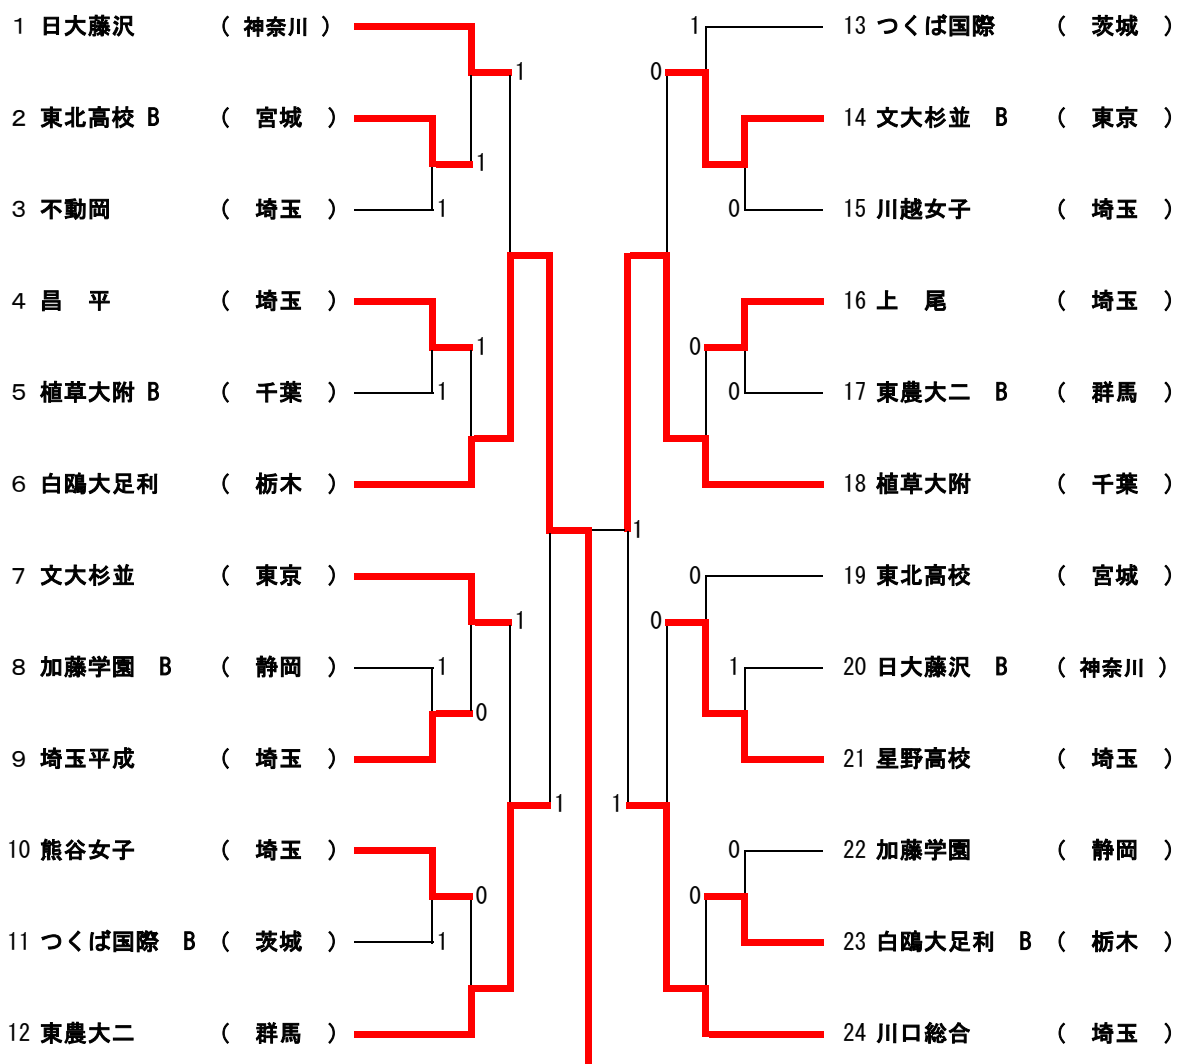 1 日大藤沢 ( 神奈川 )
1
2 東北高校 B ( 宮城 )
1
3 不動岡 ( 埼玉 )
1
4 昌　平 ( 埼玉 )
1
5 植草大附 B ( 千葉 )
1
6 白鴎大足利 ( 栃木 )
7 文大杉並 ( 東京 )
1
8 加藤学園　B ( 静岡 )
1
0
9 埼玉平成 ( 埼玉 )
1
10 熊谷女子 ( 埼玉 )
0
11 つくば国際　B ( 茨城 )
1
12 東農大二 ( 群馬 )
1
13 つくば国際 ( 茨城 )
0
14 文大杉並　B ( 東京 )
0
15 川越女子 ( 埼玉 )
16 上　尾 ( 埼玉 )
0
0
17 東農大二　B ( 群馬 )
18 植草大附 ( 千葉 )
1
0
19 東北高校 ( 宮城 )
0
1
20 日大藤沢　B ( 神奈川 )
21 星野高校 ( 埼玉 )
1
0
22 加藤学園 ( 静岡 )
0
23 白鴎大足利　B ( 栃木 )
24 川口総合 ( 埼玉 )